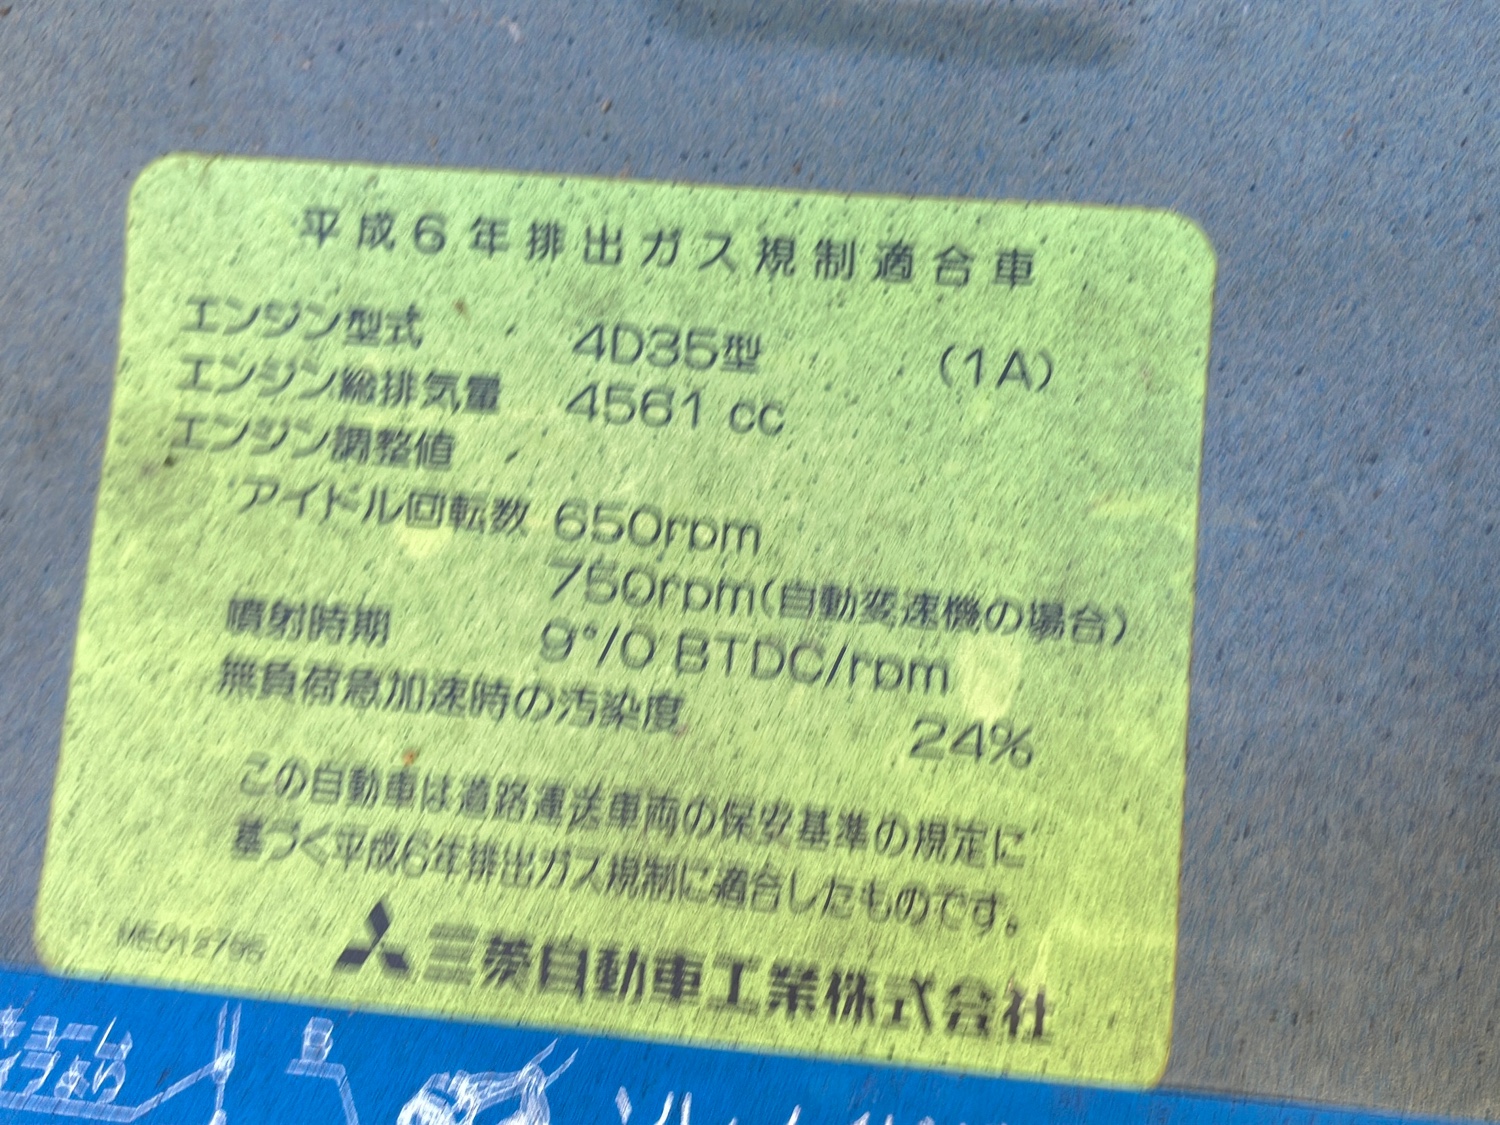 平成6年排出ガス規制適合車
エンジン型式 4D35型 (1A)
エンジン総排気量 4561 cc
エンジン調整値
アイドル回転数 650rpm
750rpm(自動変速機の場合)
噴射時期 9°/0 BTDC/rpm
無負荷急加速時の汚染度 24%
この自動車は道路運送車両の保安基準の規定に
基づく平成6年排出ガス規制に適合したものです。
三菱自動車工業株式会社